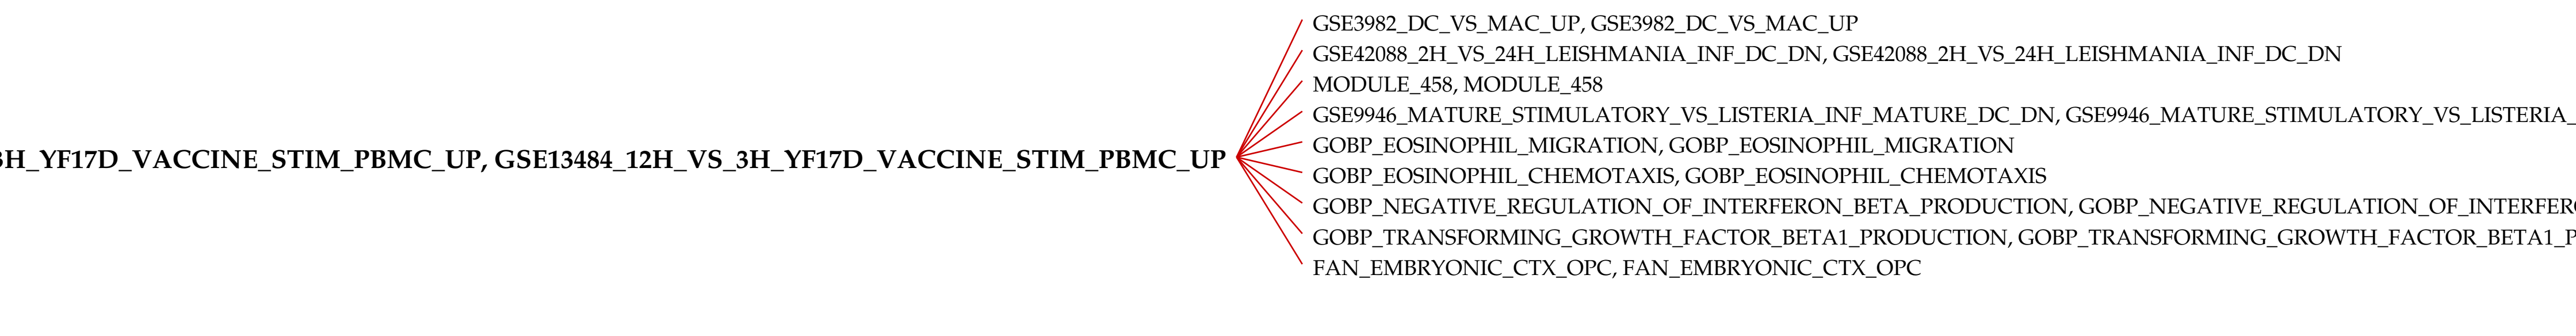 GSE3982_DC_VS_MAC_UP, GSE3982_DC_VS_MAC_UP
GSE42088_2H_VS_24H_LEISHMANIA_INF_DC_DN, GSE42088_2H_VS_24H_LEISHMANIA_INF_DC_DN
MODULE_458, MODULE_458
GSE9946_MATURE_STIMULATORY_VS_LISTERIA_INF_MATURE_DC_DN, GSE9946_MATURE_STIMULATORY_VS_LISTERIA_
GOBP_EOSINOPHIL_MIGRATION, GOBP_EOSINOPHIL_MIGRATION
3H_YF17D_VACCINE_STIM_PBMC_UP, GSE13484_12H_VS_3H_YF17D_VACCINE_STIM_PBMC_UP
GOBP_EOSINOPHIL_CHEMOTAXIS, GOBP_EOSINOPHIL_CHEMOTAXIS
GOBP_NEGATIVE_REGULATION_OF_INTERFERON_BETA_PRODUCTION, GOBP_NEGATIVE_REGULATION_OF_INTERFER
GOBP_TRANSFORMING_GROWTH_FACTOR_BETA1_PRODUCTION, GOBP_TRANSFORMING_GROWTH_FACTOR_BETA1_P
FAN_EMBRYONIC_CTX_OPC, FAN_EMBRYONIC_CTX_OPC